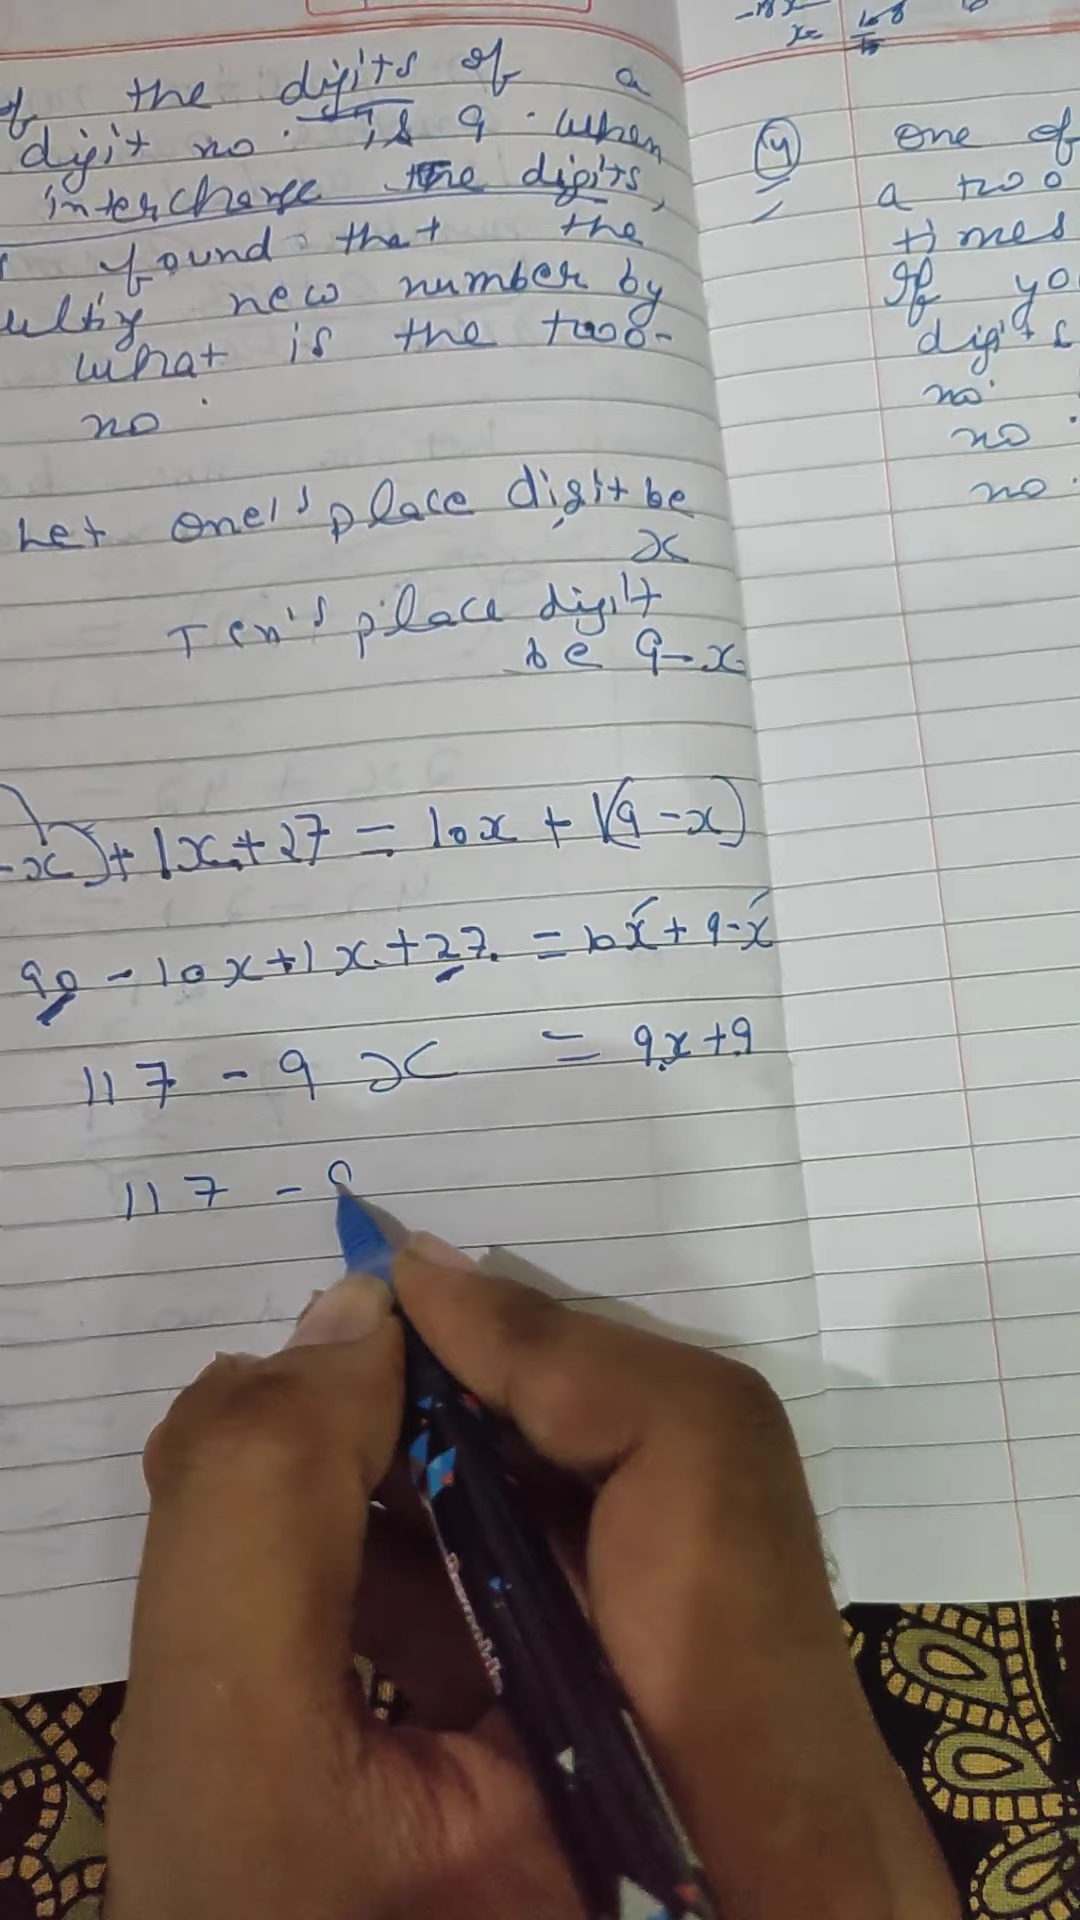 the digits of a
digit no. is 9. when
interchange the digits,
found that the
new number by
what is the two-
no.
Let one's place digit be
x
Ten's place digit
be 9-x
-x)+1x+27 = 10x + 1(9-x)
90 - 10x+1x+27 = 10x+9-x
117 - 9x = 9x+9
117 -
x=
(4) one of
a two
times
If yo
digits
no.
no.
no.